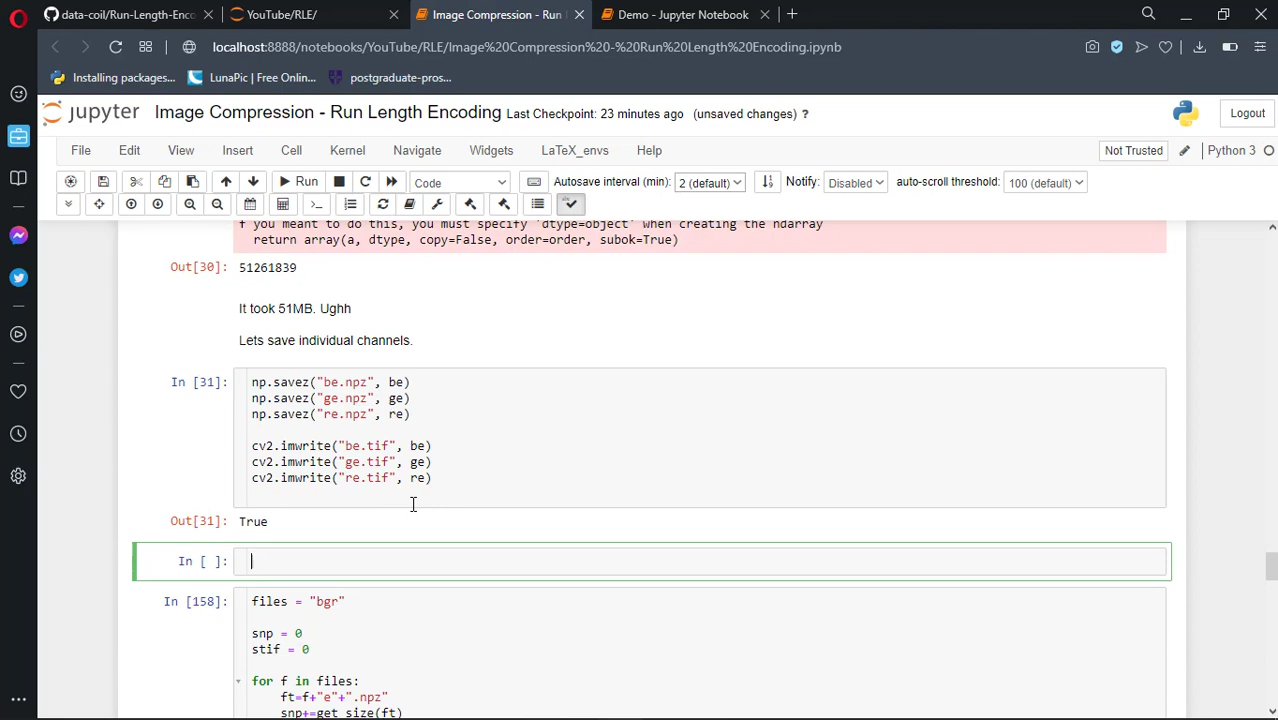 data-coil/Run-Length-Enco
YouTube/RLE/
Image Compression - Run
Demo - Jupyter Notebook
localhost:8888/notebooks/YouTube/RLE/Image%20Compression%20-%20Run%20Length%20Encoding.ipynb
Installing packages...
LunaPic | Free Onlin...
postgraduate-pros...
jupyter
Image Compression - Run Length Encoding Last Checkpoint: 23 minutes ago (unsaved changes) ?
Logout
File Edit View Insert Cell Kernel Navigate Widgets LaTeX_envs Help
Not Trusted
Python 3
Run
Code
Autosave interval (min): 2 (default)
Notify: Disabled
auto-scroll threshold: 100 (default)
f you meant to do this, you must specify 'dtype=object' when creating the ndarray
return array(a, dtype, copy=False, order=order, subok=True)
Out[30]: 51261839
It took 51MB. Ughh
Lets save individual channels.
In [31]: np.savez("be.npz", be)
np.savez("ge.npz", ge)
np.savez("re.npz", re)
cv2.imwrite("be.tif", be)
cv2.imwrite("ge.tif", ge)
cv2.imwrite("re.tif", re)
Out[31]: True
In [ ]:
In [158]: files = "bgr"
snp = 0
stif = 0
for f in files:
ft=f+"e"+".npz"
snp+=get_size(ft)